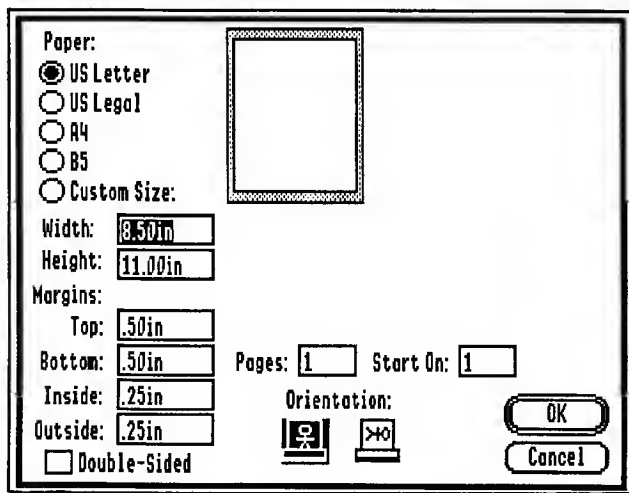 Paper:
US Letter
US Legal
A4
B5
Custom Size:
Width: 8.50in
Height: 11.00in
Margins:
Top: .50in
Bottom: .50in Pages: 1 Start On: 1
Inside: .25in Orientation:
Outside: .25in OK
Double-Sided Cancel